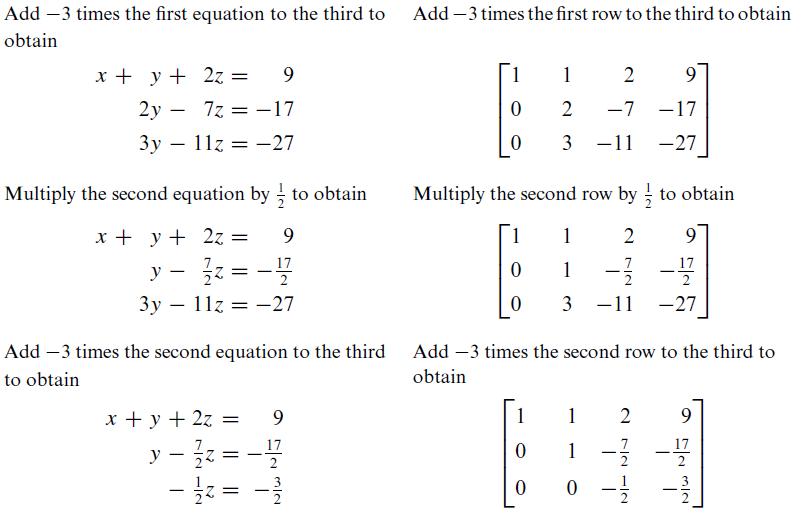 Add −3 times the first equation to the third to
obtain
x + y + 2z = 9
2y − 7z = −17
3y − 11z = −27
Add −3 times the first row to the third to obtain
[1 1 2 9]
[0 2 −7 −17]
[0 3 −11 −27]
Multiply the second equation by 1/2 to obtain
x + y + 2z = 9
y − 7/2 z = −17/2
3y − 11z = −27
Multiply the second row by 1/2 to obtain
[1 1 2 9]
[0 1 −7/2 −17/2]
[0 3 −11 −27]
Add −3 times the second equation to the third
to obtain
x + y + 2z = 9
y − 7/2 z = −17/2
− 1/2 z = −3/2
Add −3 times the second row to the third to
obtain
[1 1 2 9]
[0 1 −7/2 −17/2]
[0 0 −1/2 −3/2]